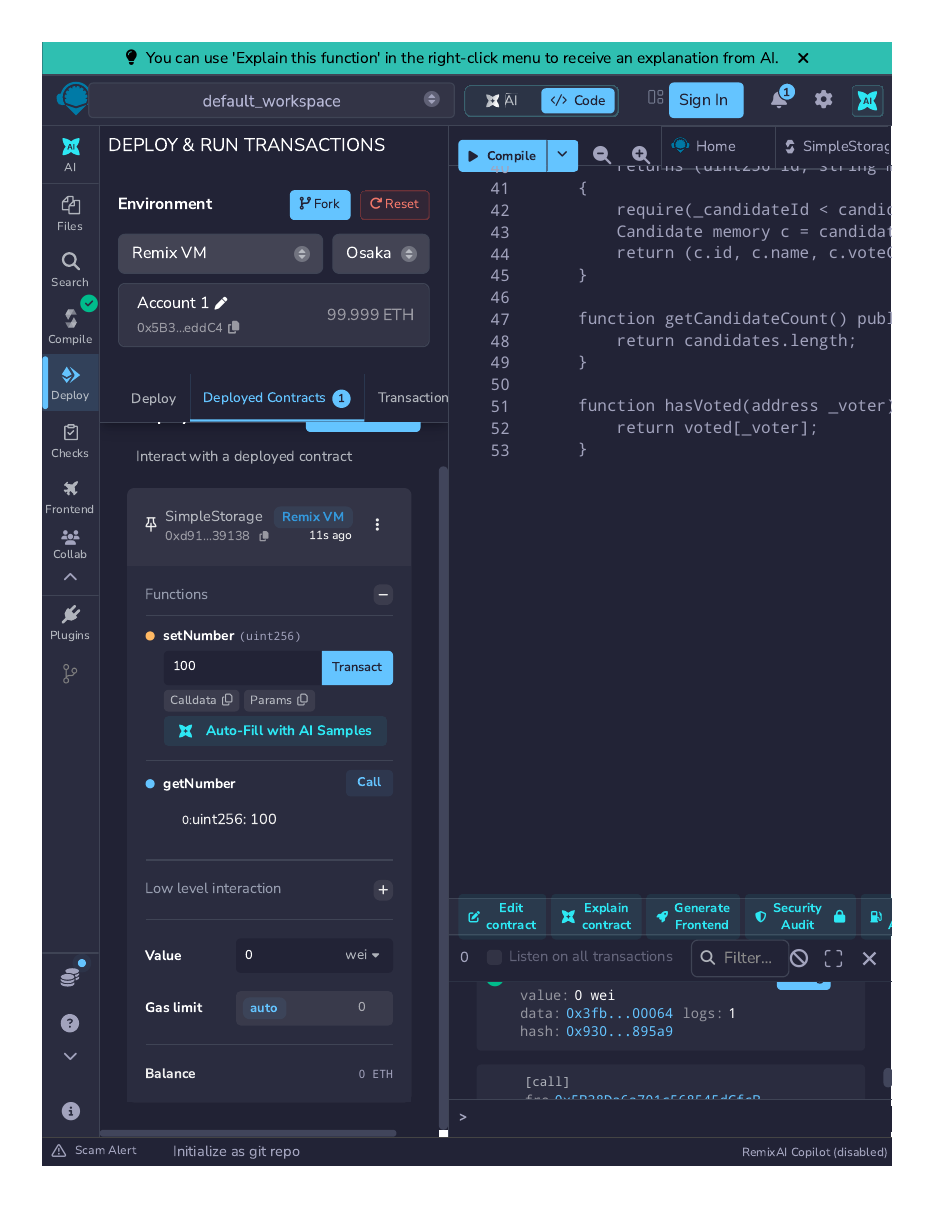 You can use 'Explain this function' in the right-click menu to receive an explanation from AI.
default_workspace
AI
Code
Sign In
1
AI
AI
Files
Search
Compile
Deploy
Checks
Frontend
Collab
Plugins
DEPLOY & RUN TRANSACTIONS
Environment
Fork
Reset
Remix VM
Osaka
Account 1
0x5B3...eddC4
99.999 ETH
Deploy
Deployed Contracts 1
Transaction
Interact with a deployed contract
SimpleStorage
Remix VM
0xd91...39138
11s ago
Functions
setNumber (uint256)
100
Transact
Calldata
Params
Auto-Fill with AI Samples
getNumber
Call
0:uint256: 100
Low level interaction
Value
0
wei
Gas limit
auto
0
Balance
0 ETH
Compile
Home
SimpleStorag
41 {
42 require(_candidateId < candid
43 Candidate memory c = candidat
44 return (c.id, c.name, c.vote
45 }
46
47 function getCandidateCount() publ
48 return candidates.length;
49 }
50
51 function hasVoted(address _voter)
52 return voted[_voter];
53 }
Edit contract
Explain contract
Generate Frontend
Security Audit
0
Listen on all transactions
Filter...
value: 0 wei
data: 0x3fb...00064 logs: 1
hash: 0x930...895a9
[call]
>
Scam Alert
Initialize as git repo
RemixAI Copilot (disabled)